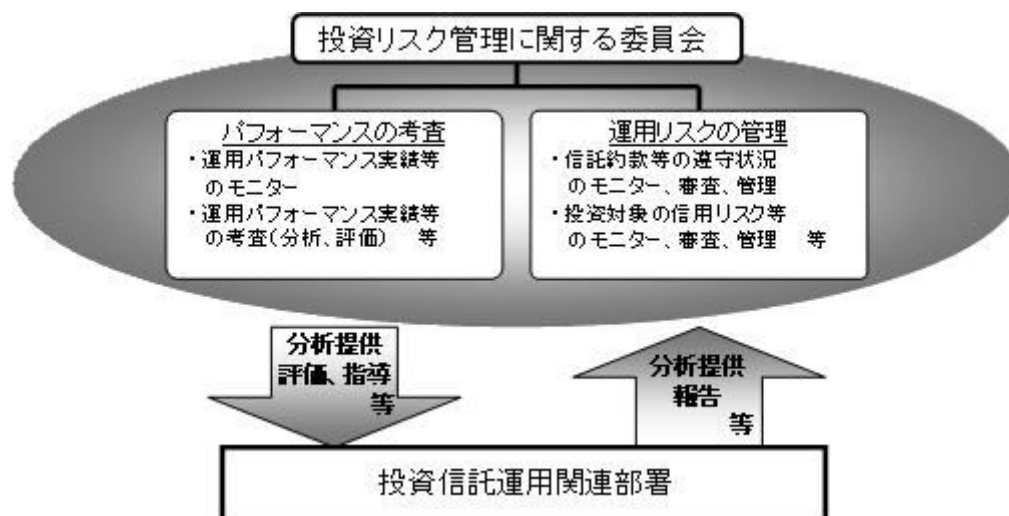 投資リスク管理に関する委員会
パフォーマンスの考査
・運用パフォーマンス実績等
のモニター
・運用パフォーマンス実績等
の考査(分析、評価) 等
運用リスクの管理
・信託約款等の遵守状況
のモニター、審査、管理
・投資対象の信用リスク等
のモニター、審査、管理 等
分析提供
評価、指導
等
分析提供
報告
等
投資信託運用関連部署